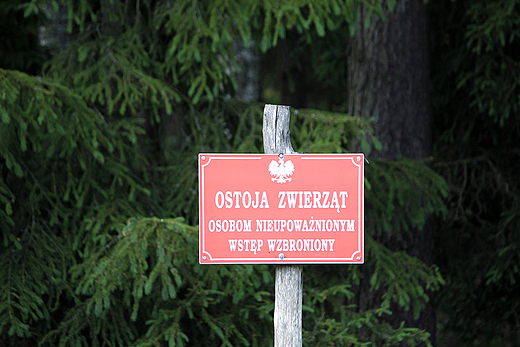 OSTOJA ZWIERZĄT
OSOBOM NIEUPOWAŻNIONYM
WSTĘP WZBRONIONY